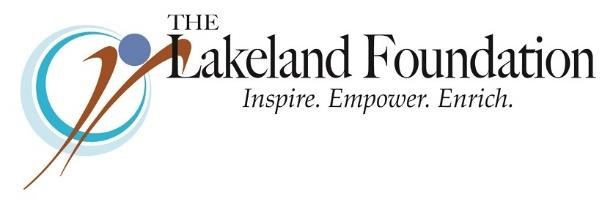 THE
Lakeland Foundation
Inspire. Empower. Enrich.